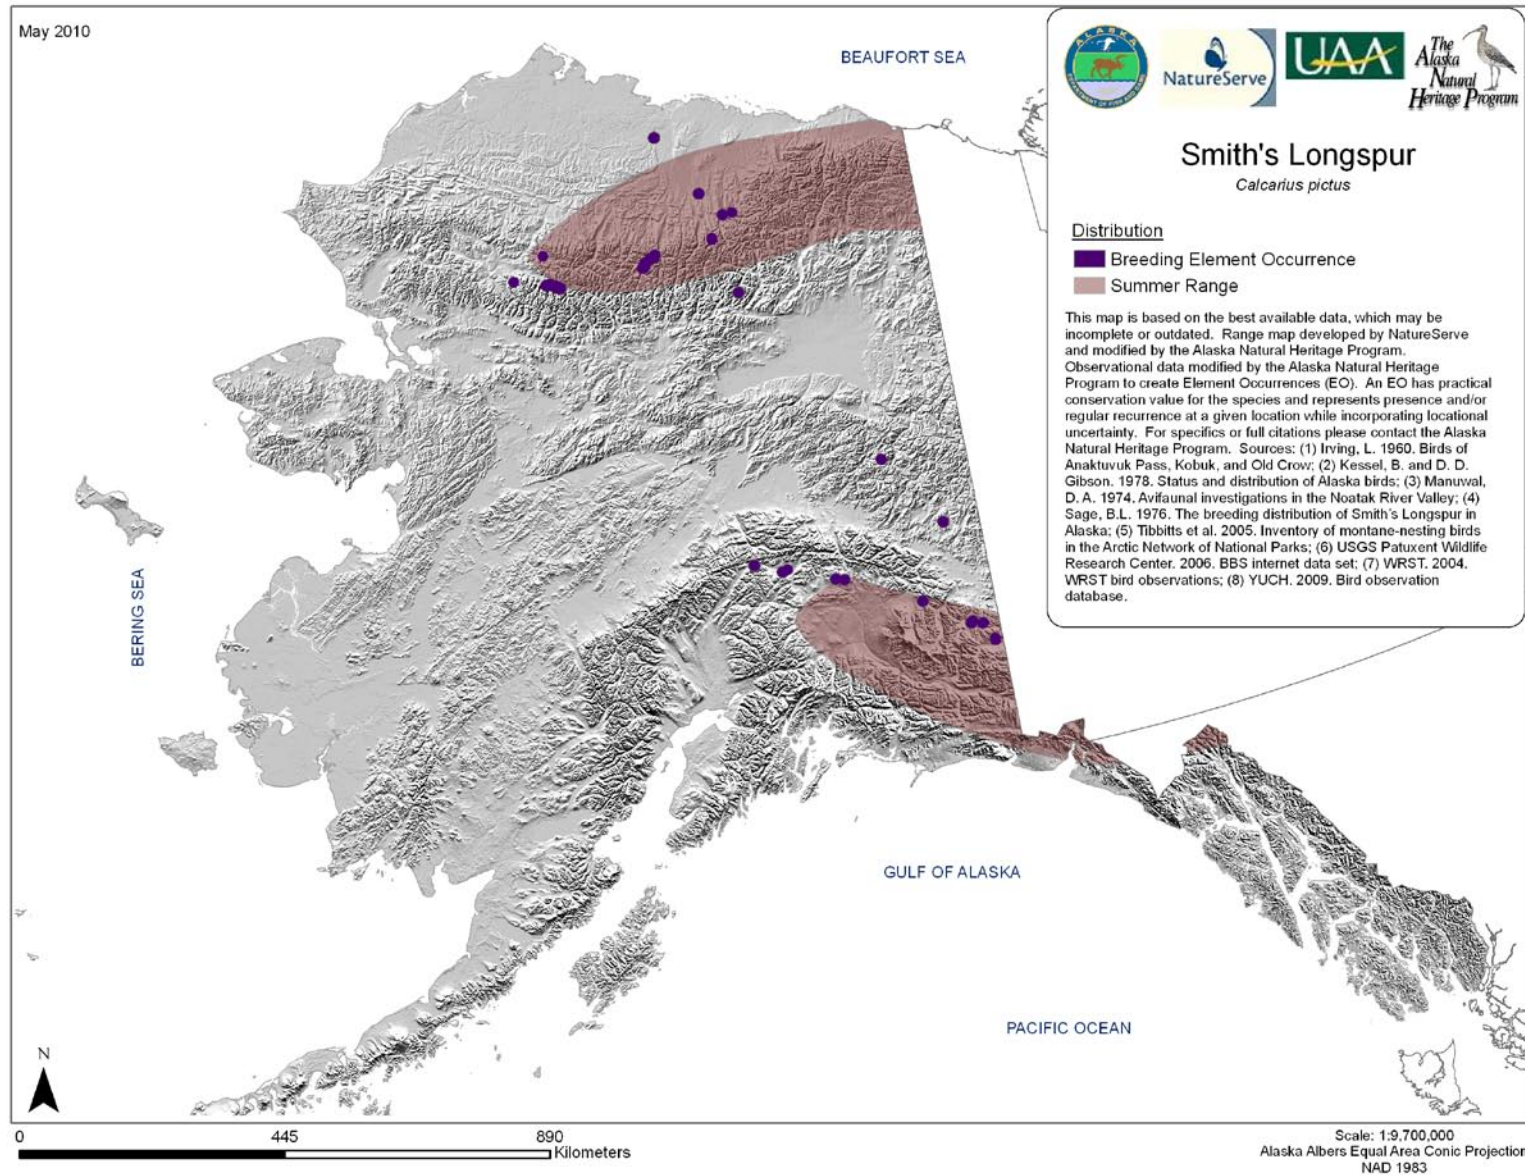 May 2010
BEAUFORT SEA
ALASKA
DEPARTMENT OF FISH AND GAME
NatureServe
UAA
The
Alaska
Natural
Heritage Program
Smith's Longspur
Calcarius pictus
Distribution
Breeding Element Occurrence
Summer Range
This map is based on the best available data, which may be
incomplete or outdated. Range map developed by NatureServe
and modified by the Alaska Natural Heritage Program.
Observational data modified by the Alaska Natural Heritage
Program to create Element Occurrences (EO). An EO has practical
conservation value for the species and represents presence and/or
regular recurrence at a given location while incorporating locational
uncertainty. For specifics or full citations please contact the Alaska
Natural Heritage Program. Sources: (1) Irving, L. 1960. Birds of
Anaktuvuk Pass, Kobuk, and Old Crow; (2) Kessel, B. and D. D.
Gibson. 1978. Status and distribution of Alaska birds; (3) Manuwal,
D. A. 1974. Avifaunal investigations in the Noatak River Valley; (4)
Sage, B.L. 1976. The breeding distribution of Smith's Longspur in
Alaska; (5) Tibbitts et al. 2005. Inventory of montane-nesting birds
in the Arctic Network of National Parks; (6) USGS Patuxent Wildlife
Research Center. 2006. BBS internet data set; (7) WRST. 2004.
WRST bird observations; (8) YUCH. 2009. Bird observation
database.
BERING SEA
GULF OF ALASKA
PACIFIC OCEAN
N
0 445 890
Kilometers
Scale: 1:9,700,000
Alaska Albers Equal Area Conic Projection
NAD 1983